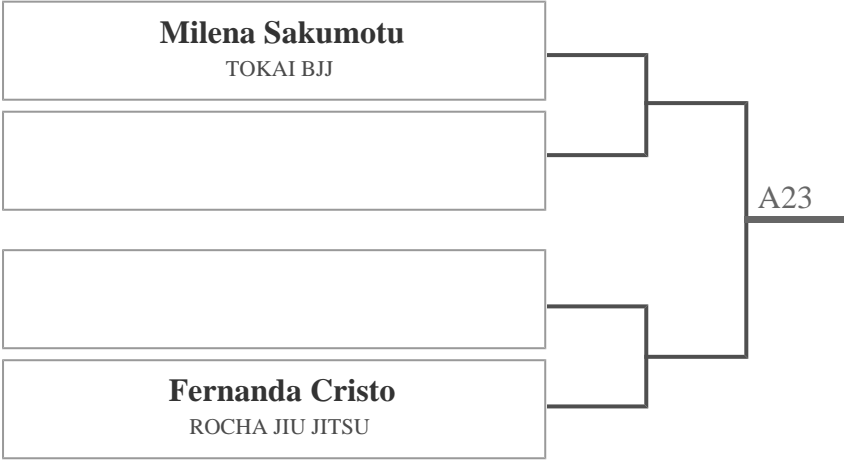 Milena Sakumotu
TOKAI BJJ
A23
Fernanda Cristo
ROCHA JIU JITSU